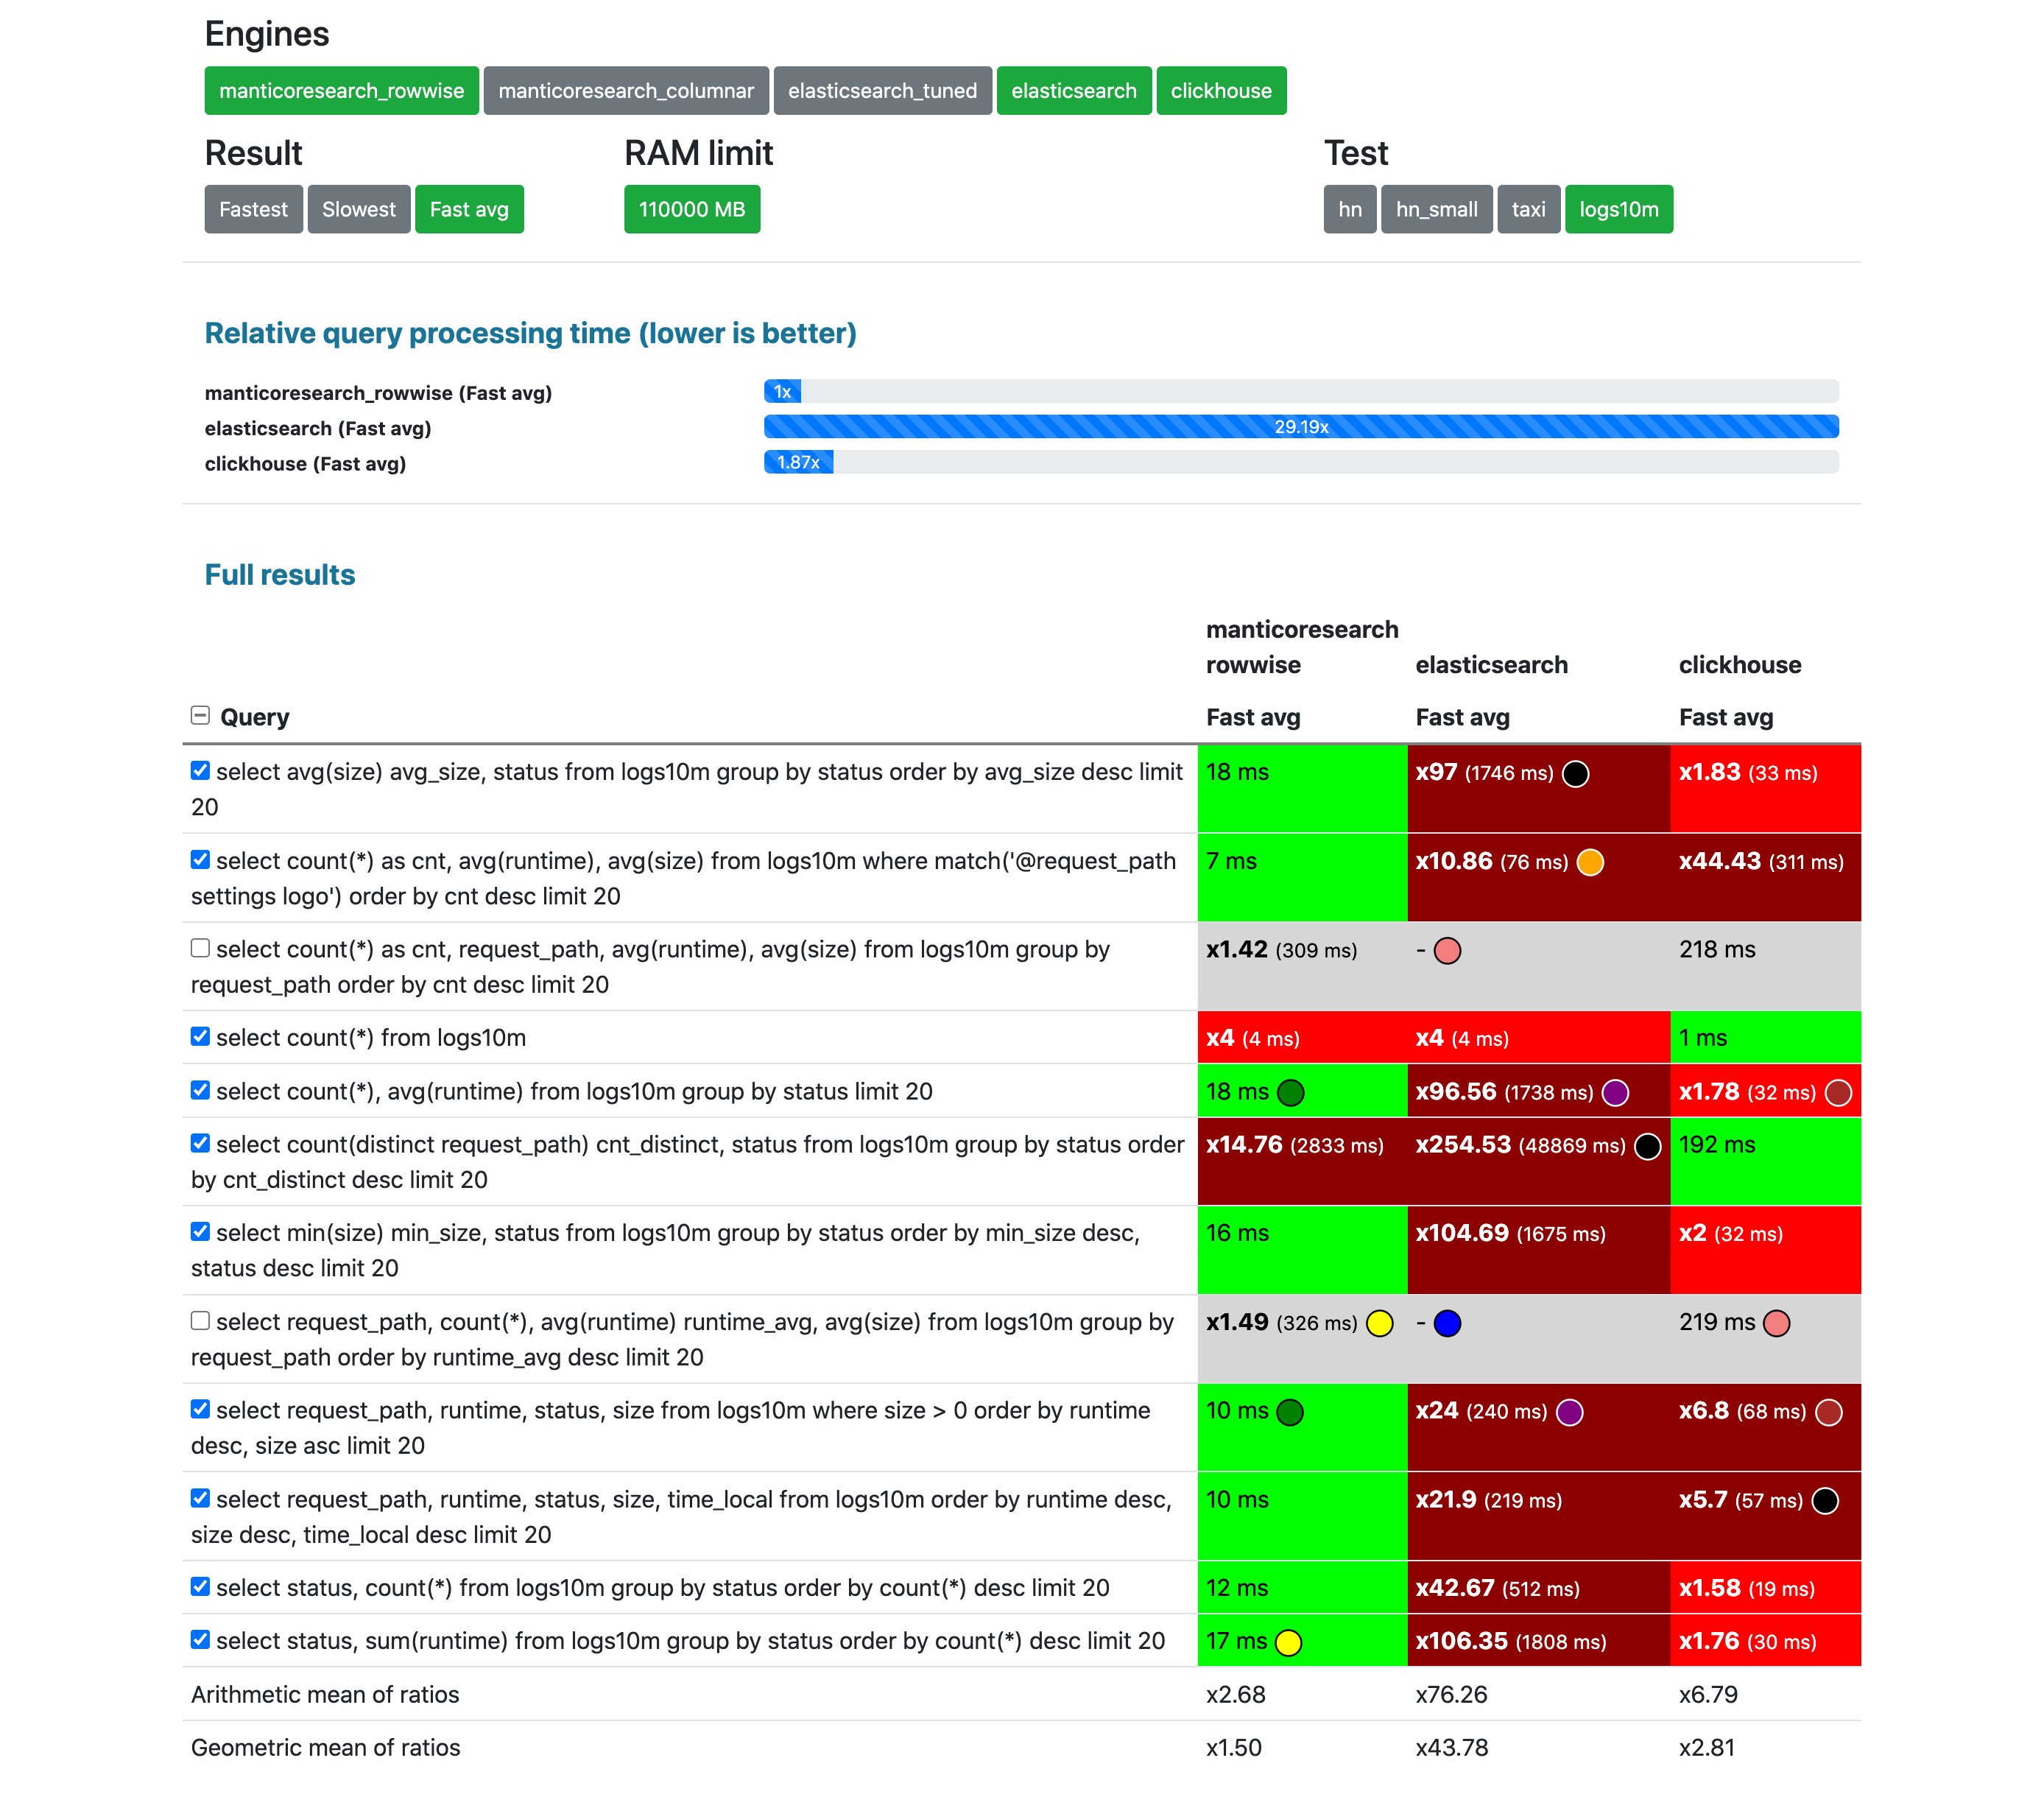 Engines
manticoresearch_rowwise manticoresearch_columnar elasticsearch_tuned elasticsearch clickhouse
Result RAM limit Test
Fastest Slowest Fast avg 110000 MB hn hn_small taxi logs10m
Relative query processing time (lower is better)
manticoresearch_rowwise (Fast avg) 1x
elasticsearch (Fast avg) 29.19x
clickhouse (Fast avg) 1.87x
Full results
manticoresearch
rowwise elasticsearch clickhouse
Query Fast avg Fast avg Fast avg
select avg(size) avg_size, status from logs10m group by status order by avg_size desc limit 18 ms x97 (1746 ms) x1.83 (33 ms)
20
select count(*) as cnt, avg(runtime), avg(size) from logs10m where match('@request_path 7 ms x10.86 (76 ms) x44.43 (311 ms)
settings logo') order by cnt desc limit 20
select count(*) as cnt, request_path, avg(runtime), avg(size) from logs10m group by x1.42 (309 ms) - 218 ms
request_path order by cnt desc limit 20
select count(*) from logs10m x4 (4 ms) x4 (4 ms) 1 ms
select count(*), avg(runtime) from logs10m group by status limit 20 18 ms x96.56 (1738 ms) x1.78 (32 ms)
select count(distinct request_path) cnt_distinct, status from logs10m group by status order x14.76 (2833 ms) x254.53 (48869 ms) 192 ms
by cnt_distinct desc limit 20
select min(size) min_size, status from logs10m group by status order by min_size desc, 16 ms x104.69 (1675 ms) x2 (32 ms)
status desc limit 20
select request_path, count(*), avg(runtime) runtime_avg, avg(size) from logs10m group by x1.49 (326 ms) - 219 ms
request_path order by runtime_avg desc limit 20
select request_path, runtime, status, size from logs10m where size > 0 order by runtime 10 ms x24 (240 ms) x6.8 (68 ms)
desc, size asc limit 20
select request_path, runtime, status, size, time_local from logs10m order by runtime desc, 10 ms x21.9 (219 ms) x5.7 (57 ms)
size desc, time_local desc limit 20
select status, count(*) from logs10m group by status order by count(*) desc limit 20 12 ms x42.67 (512 ms) x1.58 (19 ms)
select status, sum(runtime) from logs10m group by status order by count(*) desc limit 20 17 ms x106.35 (1808 ms) x1.76 (30 ms)
Arithmetic mean of ratios x2.68 x76.26 x6.79
Geometric mean of ratios x1.50 x43.78 x2.81